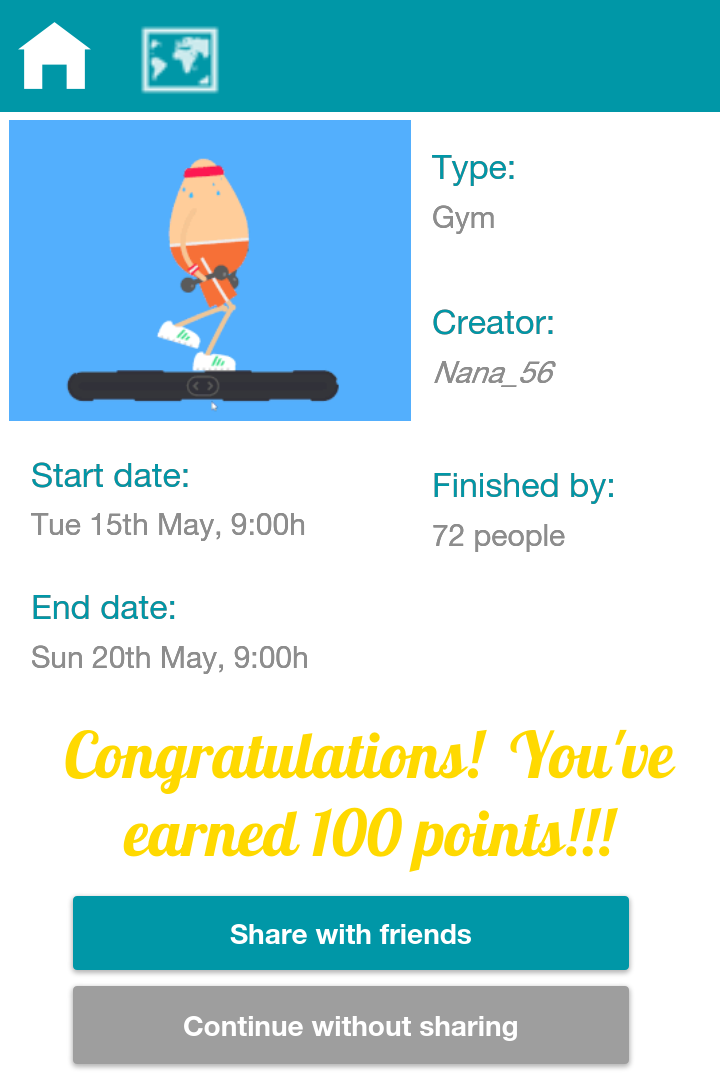 Type:
Gym
Creator:
Nana_56
Start date:
Tue 15th May, 9:00h
Finished by:
72 people
End date:
Sun 20th May, 9:00h
Congratulations! You've
earned 100 points!!!
Share with friends
Continue without sharing